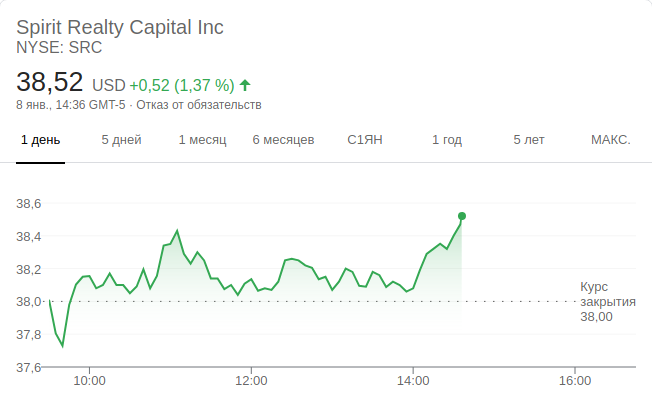 Spirit Realty Capital Inc
NYSE: SRC
38,52 USD +0,52 (1,37 %)
8 янв., 14:36 GMT-5 · Отказ от обязательств
1 день 5 дней 1 месяц 6 месяцев С1ЯН 1 год 5 лет МАКС.
38,6
38,4
38,2
38,0
37,8
37,6
Курс
закрытия
38,00
10:00 12:00 14:00 16:00